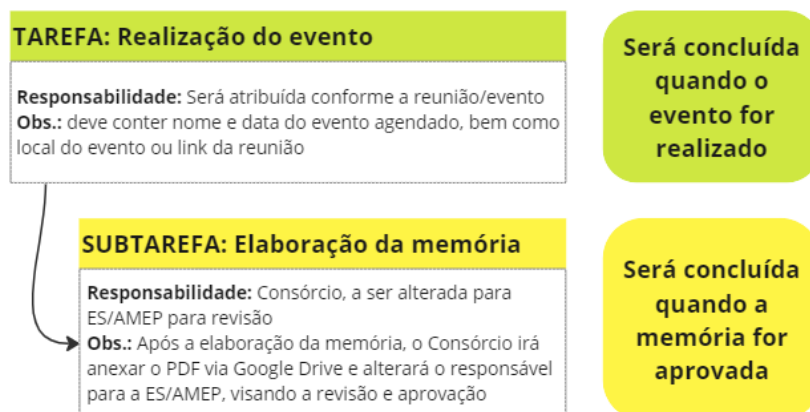 TAREFA: Realização do evento
Responsabilidade: Será atribuída conforme a reunião/evento
Obs.: deve conter nome e data do evento agendado, bem como
local do evento ou link da reunião
Será concluída
quando o
evento for
realizado
SUBTAREFA: Elaboração da memória
Responsabilidade: Consórcio, a ser alterada para
ES/AMEP para revisão
Obs.: Após a elaboração da memória, o Consórcio irá
anexar o PDF via Google Drive e alterará o responsável
para a ES/AMEP, visando a revisão e aprovação
Será concluída
quando a
memória for
aprovada